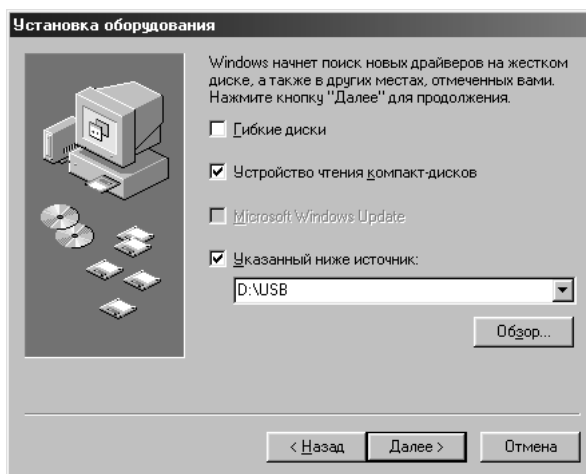 Установка оборудования
Windows начнет поиск новых драйверов на жестком
диске, а также в других местах, отмеченных вами.
Нажмите кнопку "Далее" для продолжения.
Гибкие диски
Устройство чтения компакт-дисков
Microsoft Windows Update
Указанный ниже источник:
D:\USB
Обзор...
< Назад Далее > Отмена